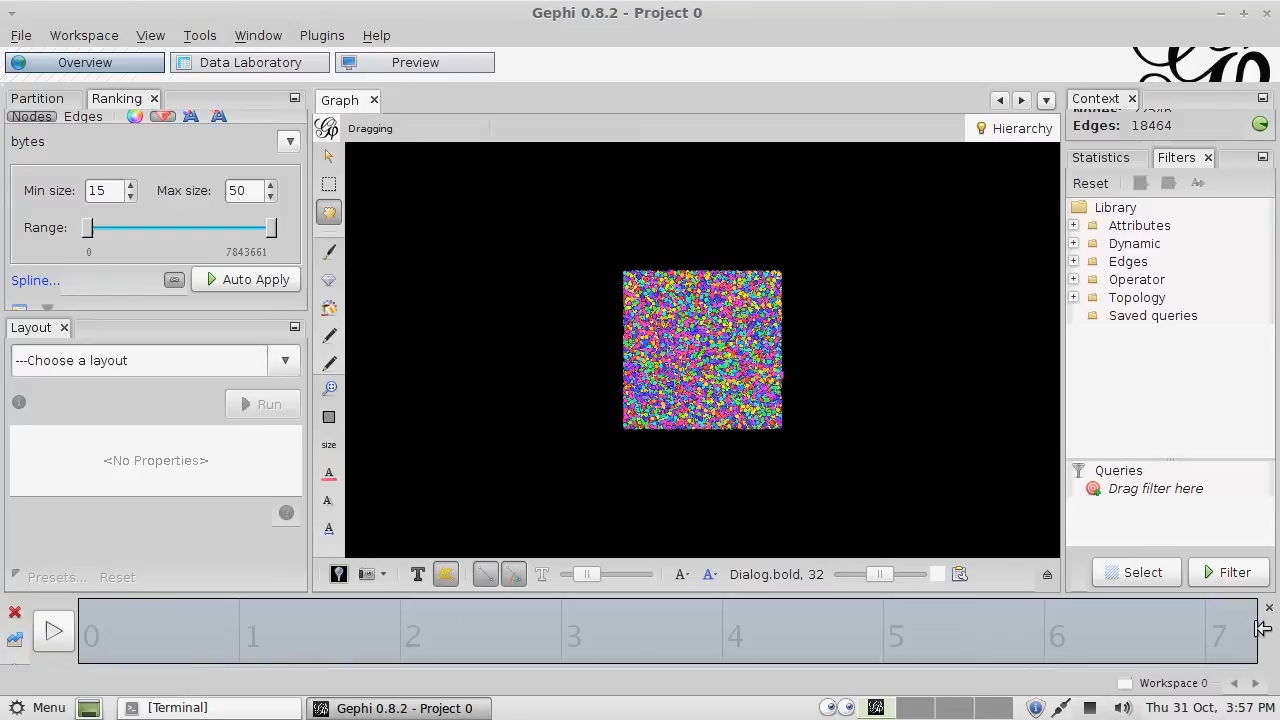 Gephi 0.8.2 - Project 0
File Workspace View Tools Window Plugins Help
Overview Data Laboratory Preview
Partition Ranking
Nodes Edges
bytes
Min size: 15 Max size: 50
Range:
0 7843661
Spline... Auto Apply
Layout
---Choose a layout
Run
<No Properties>
Presets... Reset
Graph
Dragging
Hierarchy
size
A
A
A
T T A- A- Dialog.bold, 32
Context
Edges: 18464
Statistics Filters
Reset
Library
Attributes
Dynamic
Edges
Operator
Topology
Saved queries
Queries
Drag filter here
Select Filter
0 1 2 3 4 5 6 7
Workspace 0
Menu [Terminal] Gephi 0.8.2 - Project 0 Thu 31 Oct, 3:57 PM